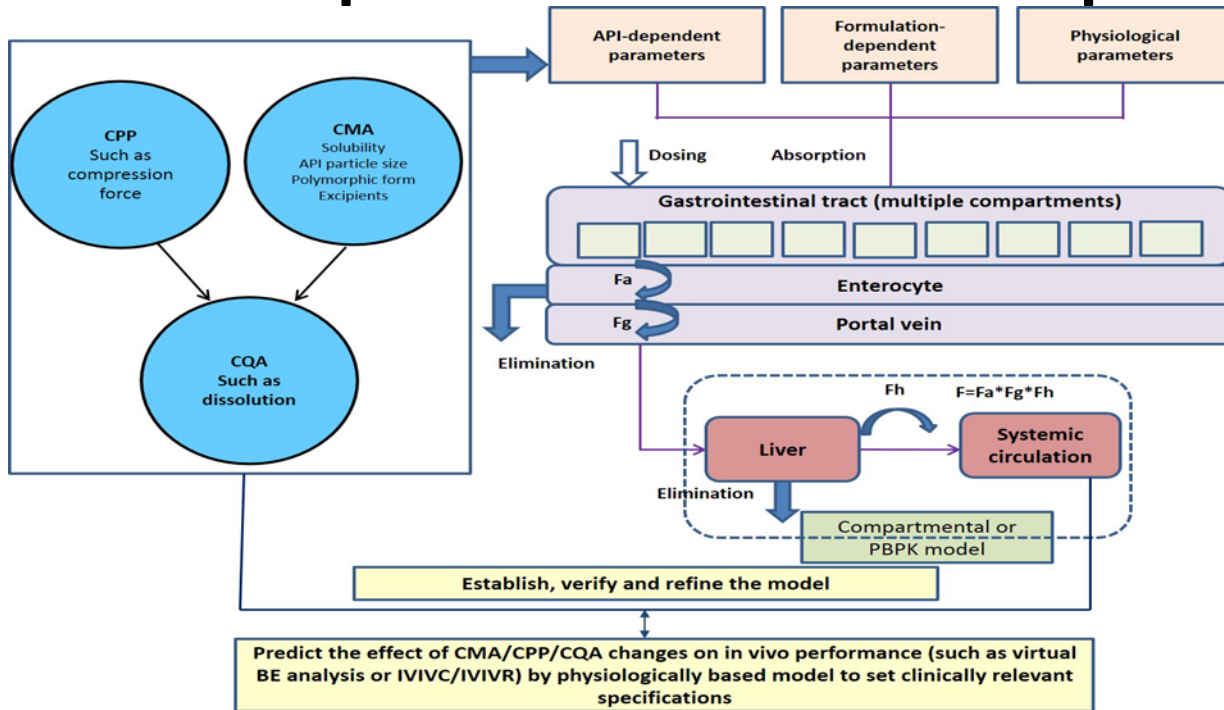 API-dependent
parameters
Formulation-
dependent
parameters
Physiological
parameters
CPP
Such as
compression
force
CMA
Solubility
API particle size
Polymorphic form
Excipients
CQA
Such as
dissolution
Dosing
Absorption
Gastrointestinal tract (multiple compartments)
Fa
Enterocyte
Fg
Portal vein
Elimination
Fh
F=Fa*Fg*Fh
Liver
Systemic
circulation
Elimination
Compartmental or
PBPK model
Establish, verify and refine the model
Predict the effect of CMA/CPP/CQA changes on in vivo performance (such as virtual
BE analysis or IVIVC/IVIVR) by physiologically based model to set clinically relevant
specifications